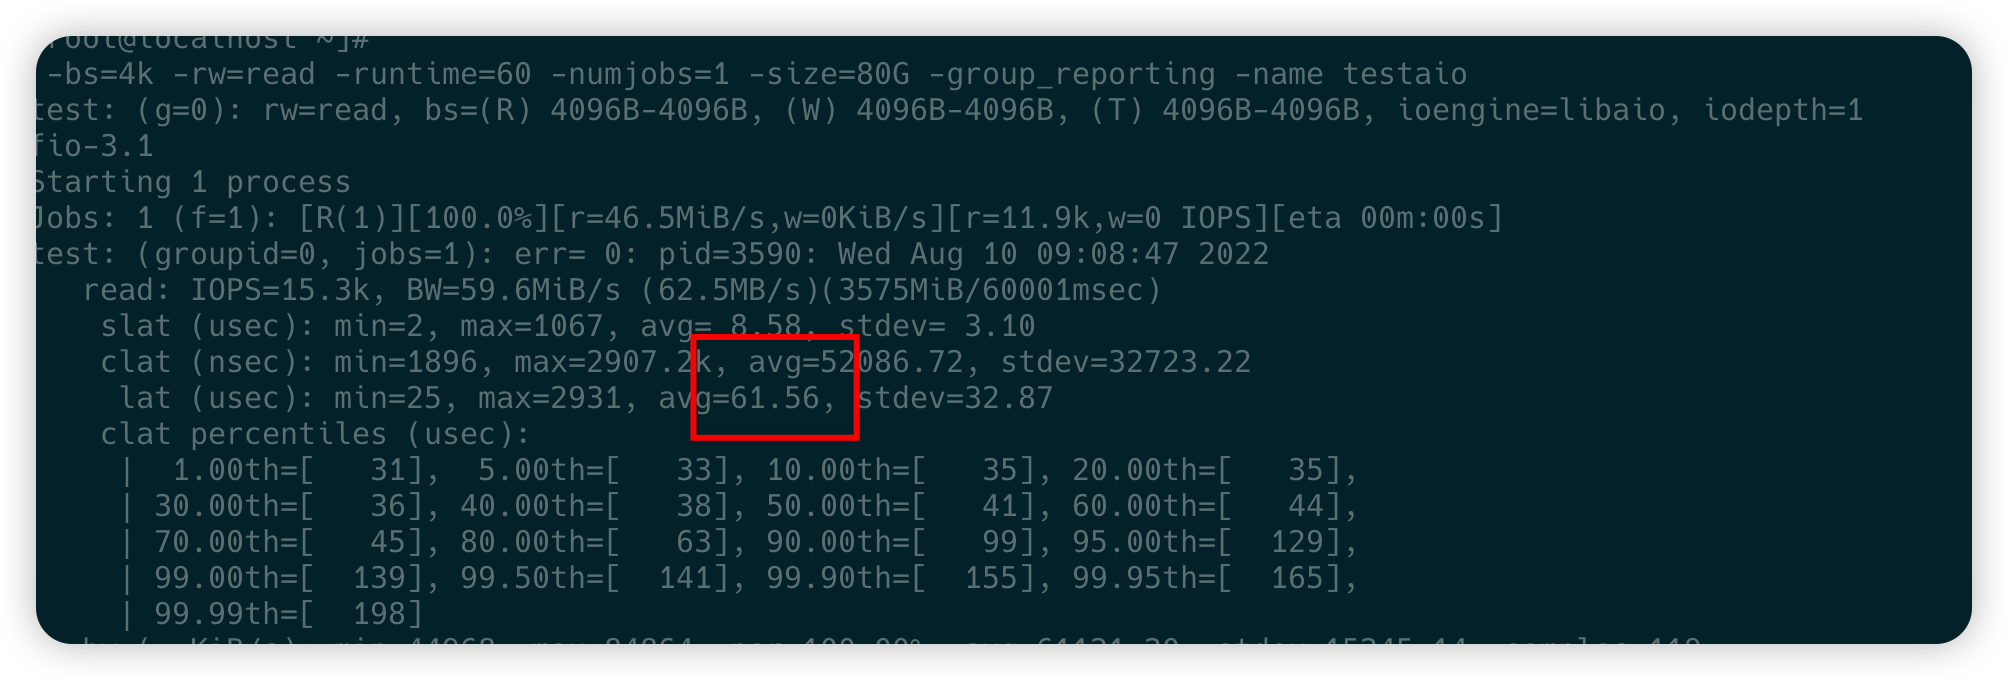 root@localhost ~]#
-bs=4k -rw=read -runtime=60 -numjobs=1 -size=80G -group_reporting -name testaio
test: (g=0): rw=read, bs=(R) 4096B-4096B, (W) 4096B-4096B, (T) 4096B-4096B, ioengine=libaio, iodepth=1
fio-3.1
Starting 1 process
Jobs: 1 (f=1): [R(1)][100.0%][r=46.5MiB/s,w=0KiB/s][r=11.9k,w=0 IOPS][eta 00m:00s]
test: (groupid=0, jobs=1): err= 0: pid=3590: Wed Aug 10 09:08:47 2022
read: IOPS=15.3k, BW=59.6MiB/s (62.5MB/s)(3575MiB/60001msec)
slat (usec): min=2, max=1067, avg= 8.58, stdev= 3.10
clat (nsec): min=1896, max=2907.2k, avg=52086.72, stdev=32723.22
lat (usec): min=25, max=2931, avg=61.56, stdev=32.87
clat percentiles (usec):
| 1.00th=[ 31], 5.00th=[ 33], 10.00th=[ 35], 20.00th=[ 35],
| 30.00th=[ 36], 40.00th=[ 38], 50.00th=[ 41], 60.00th=[ 44],
| 70.00th=[ 45], 80.00th=[ 63], 90.00th=[ 99], 95.00th=[ 129],
| 99.00th=[ 139], 99.50th=[ 141], 99.90th=[ 155], 99.95th=[ 165],
| 99.99th=[ 198]